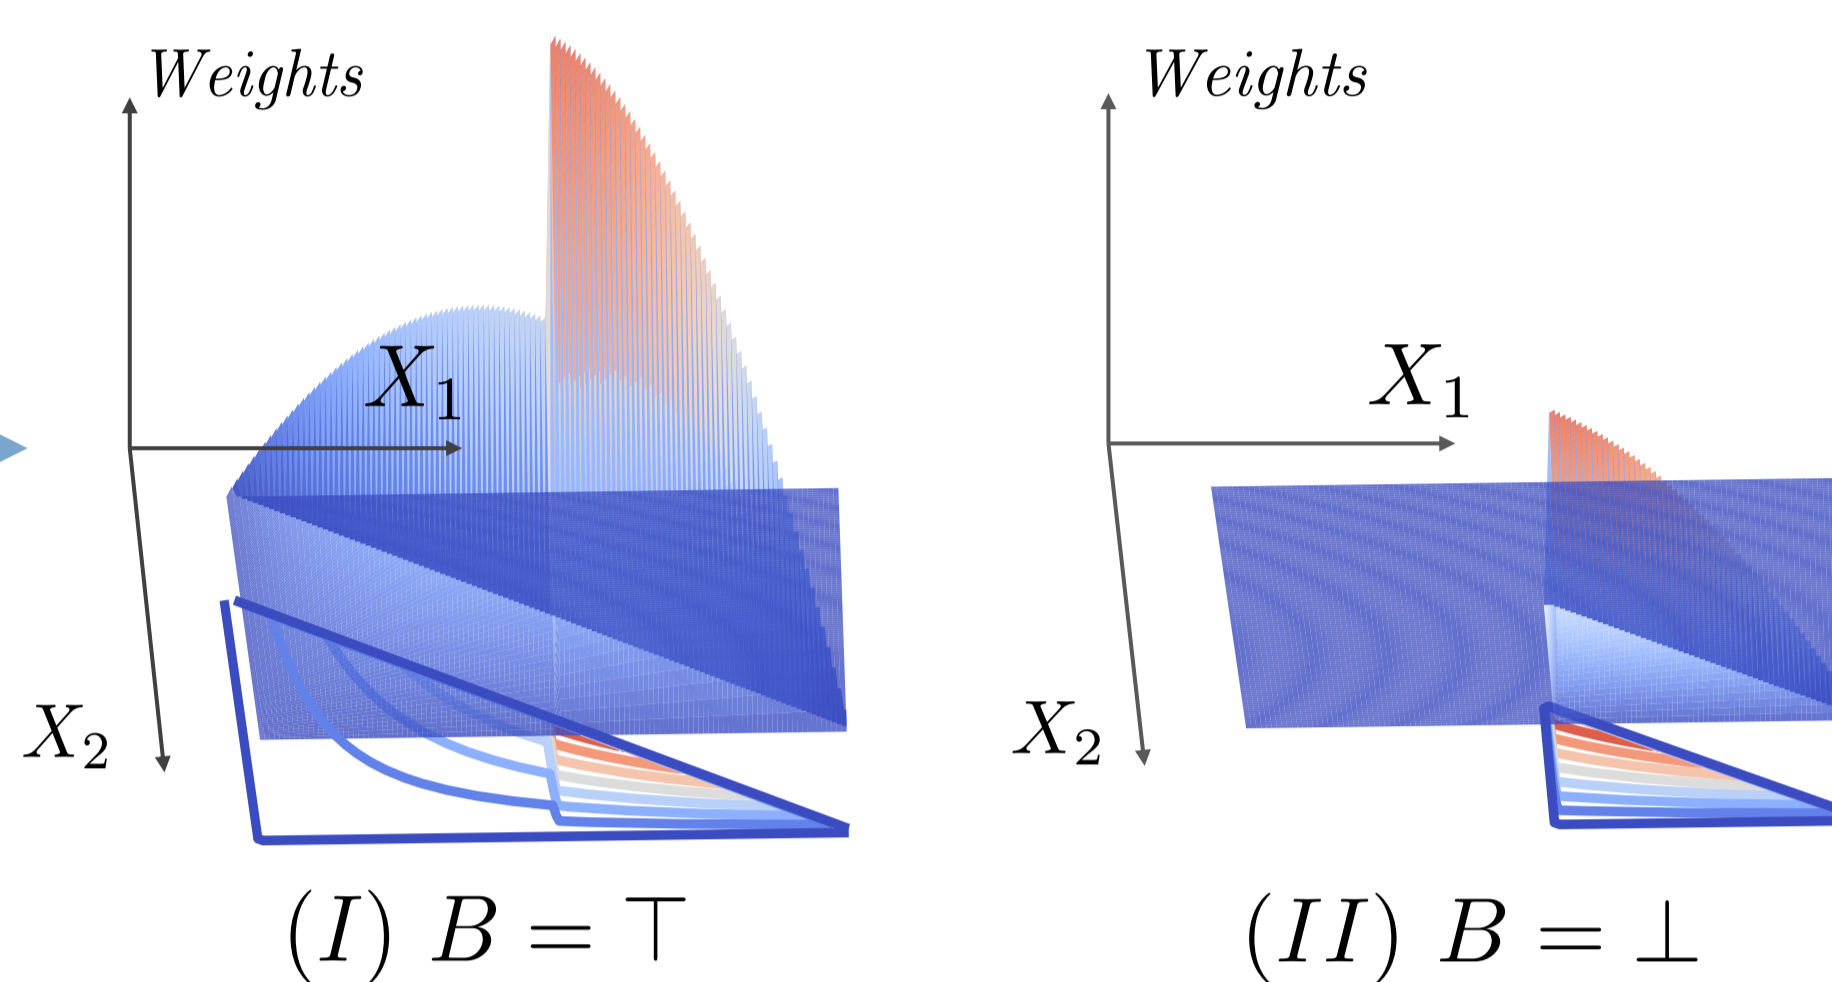 Weights
X₁
X₂
(I) B = ⊤
Weights
X₁
X₂
(II) B = ⊥